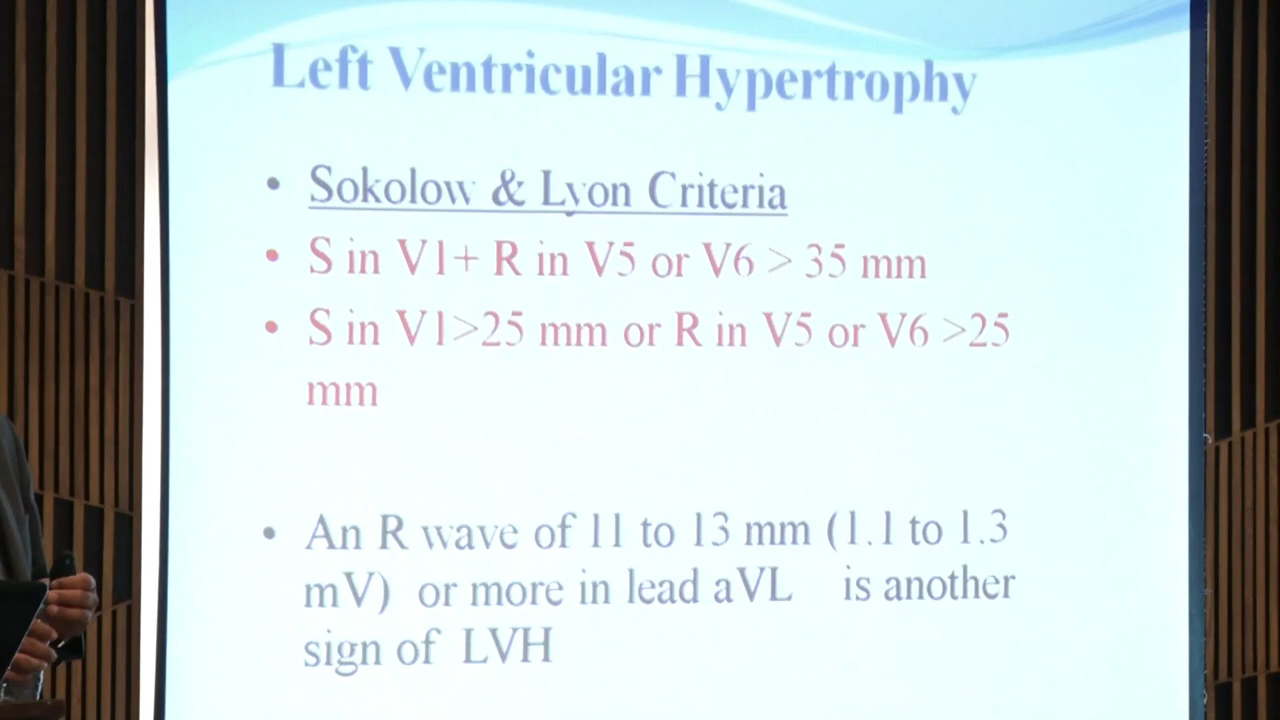 Left Ventricular Hypertrophy
• Sokolow & Lyon Criteria
• S in V1+ R in V5 or V6 > 35 mm
• S in V1>25 mm or R in V5 or V6 >25
mm
• An R wave of 11 to 13 mm (1.1 to 1.3
mV) or more in lead aVL is another
sign of LVH